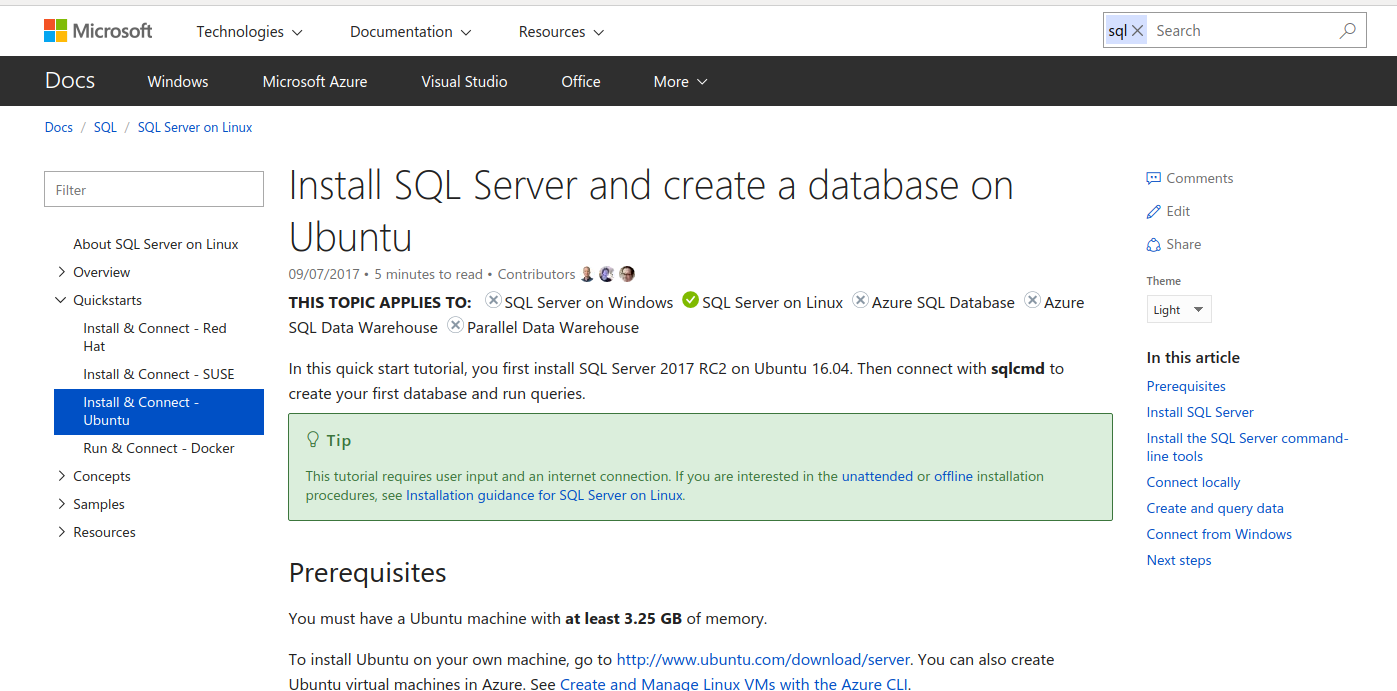 Microsoft Technologies Documentation Resources sql Search
Docs Windows Microsoft Azure Visual Studio Office More
Docs / SQL / SQL Server on Linux
Filter
About SQL Server on Linux
Overview
Quickstarts
Install & Connect - Red
Hat
Install & Connect - SUSE
Install & Connect -
Ubuntu
Run & Connect - Docker
Concepts
Samples
Resources
Install SQL Server and create a database on
Ubuntu
09/07/2017 • 5 minutes to read • Contributors
THIS TOPIC APPLIES TO: SQL Server on Windows SQL Server on Linux Azure SQL Database Azure
SQL Data Warehouse Parallel Data Warehouse
In this quick start tutorial, you first install SQL Server 2017 RC2 on Ubuntu 16.04. Then connect with sqlcmd to
create your first database and run queries.
Tip
This tutorial requires user input and an internet connection. If you are interested in the unattended or offline installation
procedures, see Installation guidance for SQL Server on Linux.
Prerequisites
You must have a Ubuntu machine with at least 3.25 GB of memory.
To install Ubuntu on your own machine, go to http://www.ubuntu.com/download/server. You can also create
Ubuntu virtual machines in Azure. See Create and Manage Linux VMs with the Azure CLI.
Comments
Edit
Share
Theme
Light
In this article
Prerequisites
Install SQL Server
Install the SQL Server command-
line tools
Connect locally
Create and query data
Connect from Windows
Next steps